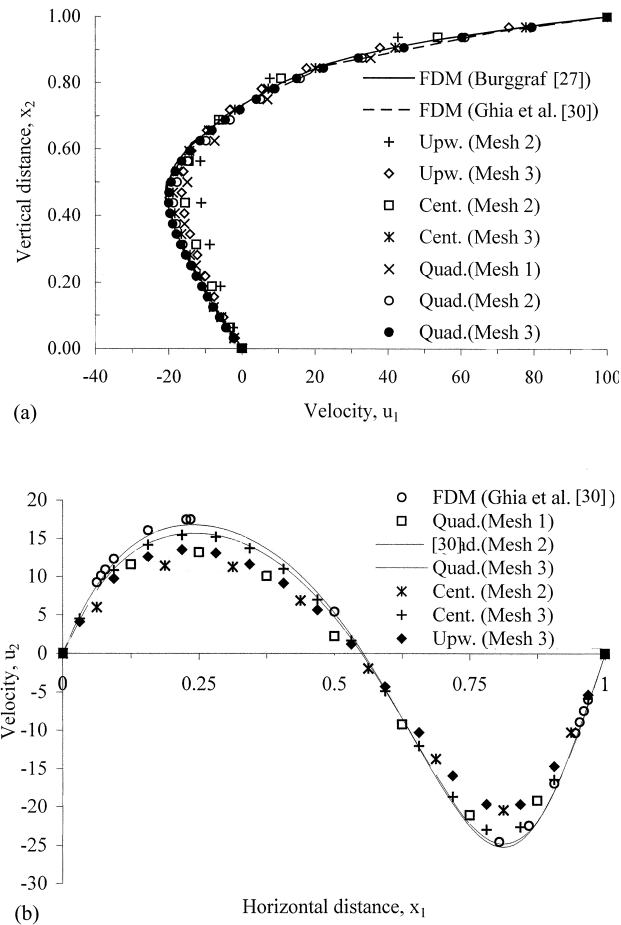 (a)
Vertical distance, x2
1.00
0.80
0.60
0.40
0.20
0.00
-40 -20 0 20 40 60 80 100
Velocity, u1
FDM (Burggraf [27])
FDM (Ghia et al. [30])
Upw. (Mesh 2)
Upw. (Mesh 3)
Cent. (Mesh 2)
Cent. (Mesh 3)
Quad.(Mesh 1)
Quad.(Mesh 2)
Quad.(Mesh 3)
(b)
Velocity, u2
20
15
10
5
0
-5
-10
-15
-20
-25
-30
0 0.25 0.5 0.75 1
Horizontal distance, x1
FDM (Ghia et al. [30])
Quad.(Mesh 1)
[30]d.(Mesh 2)
Quad.(Mesh 3)
Cent. (Mesh 2)
Cent. (Mesh 3)
Upw. (Mesh 3)